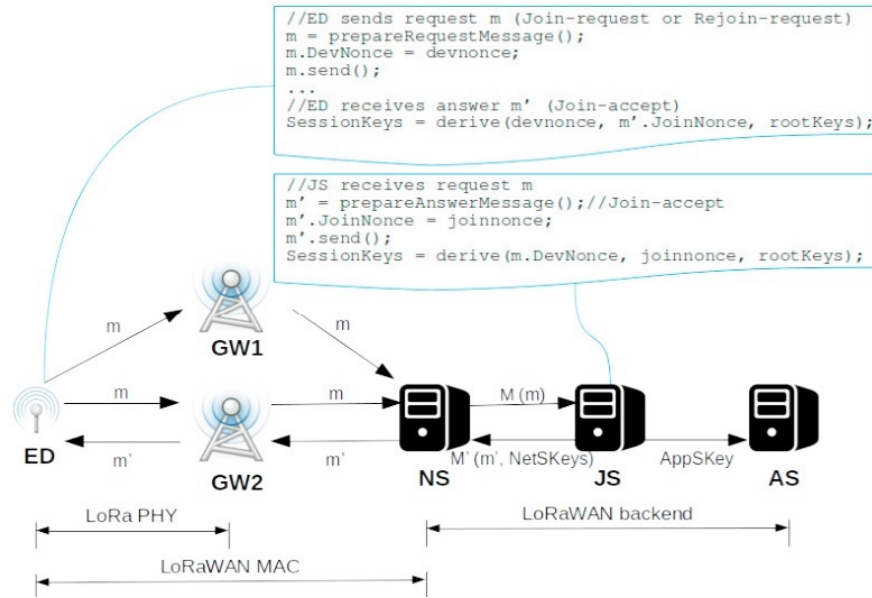 //ED sends request m (Join-request or Rejoin-request)
m = prepareRequestMessage();
m.DevNonce = devnonce;
m.send();
...
//ED receives answer m’ (Join-accept)
SessionKeys = derive(devnonce, m’.JoinNonce, rootKeys);
//JS receives request m
m’ = prepareAnswerMessage();//Join-accept
m’.JoinNonce = joinnonce;
m’.send();
SessionKeys = derive(m.DevNonce, joinnonce, rootKeys);
m
m
GW1
m
m
M (m)
m’
m’
M’ (m’, NetSKeys)
AppSKey
ED
GW2
NS
JS
AS
LoRa PHY
LoRaWAN backend
LoRaWAN MAC